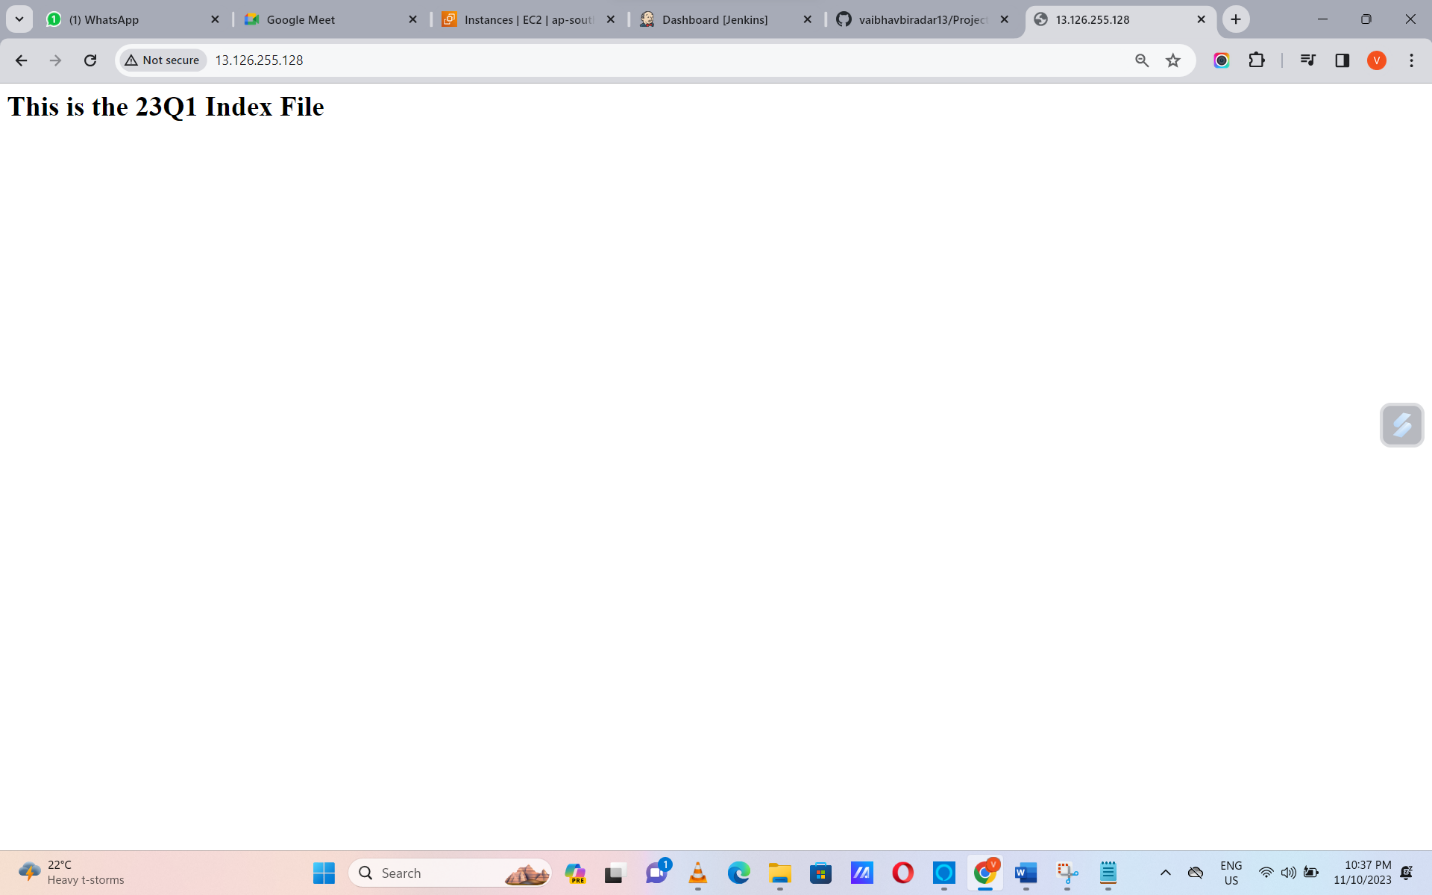 (1) WhatsApp
Google Meet
Instances | EC2 | ap-sout
Dashboard [Jenkins]
vaibhavbiradar13/Project
13.126.255.128
Not secure
13.126.255.128
V
This is the 23Q1 Index File
22°C
Heavy t-storms
Search
PRE
1
V
W
ENG
US
10:37 PM
11/10/2023